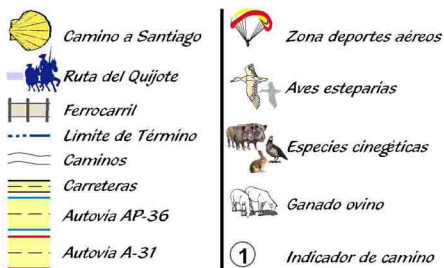 Camino a Santiago
Ruta del Quijote
Ferrocarril
Limite de Término
Caminos
Carreteras
Autovía AP-36
Autovía A-31
Zona deportes aéreos
Aves esteparias
Especies cinegéticas
Ganado ovino
1 Indicador de camino